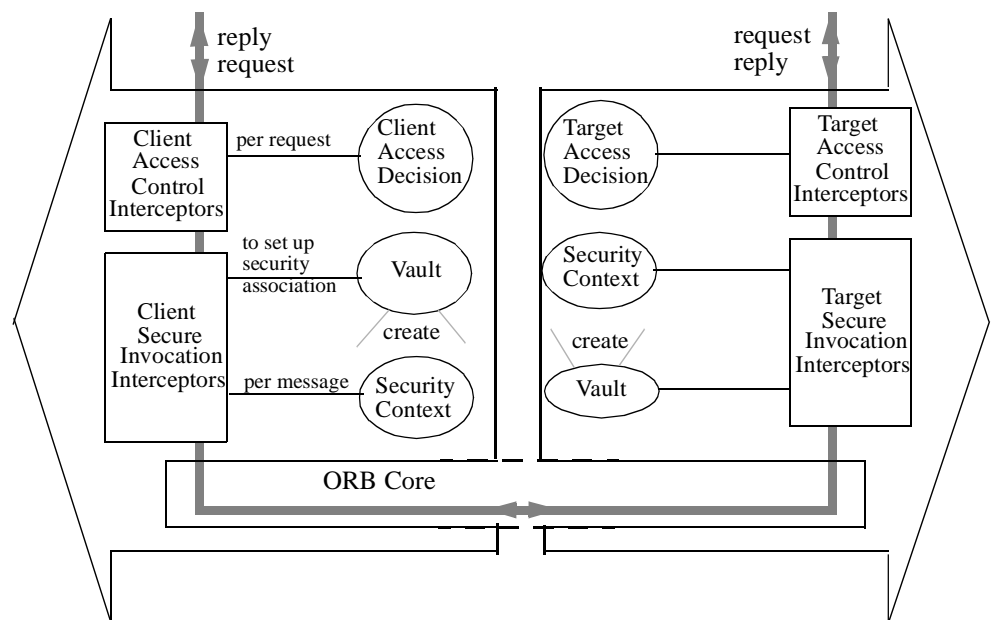 reply
request
request
reply
Client
Access
Control
Interceptors
per request
Client
Access
Decision
Target
Access
Decision
Target
Access
Control
Interceptors
to set up
security
association
Vault
create
Client
Secure
Invocation
Interceptors
per message
Security
Context
Security
Context
create
Vault
Target
Secure
Invocation
Interceptors
ORB Core